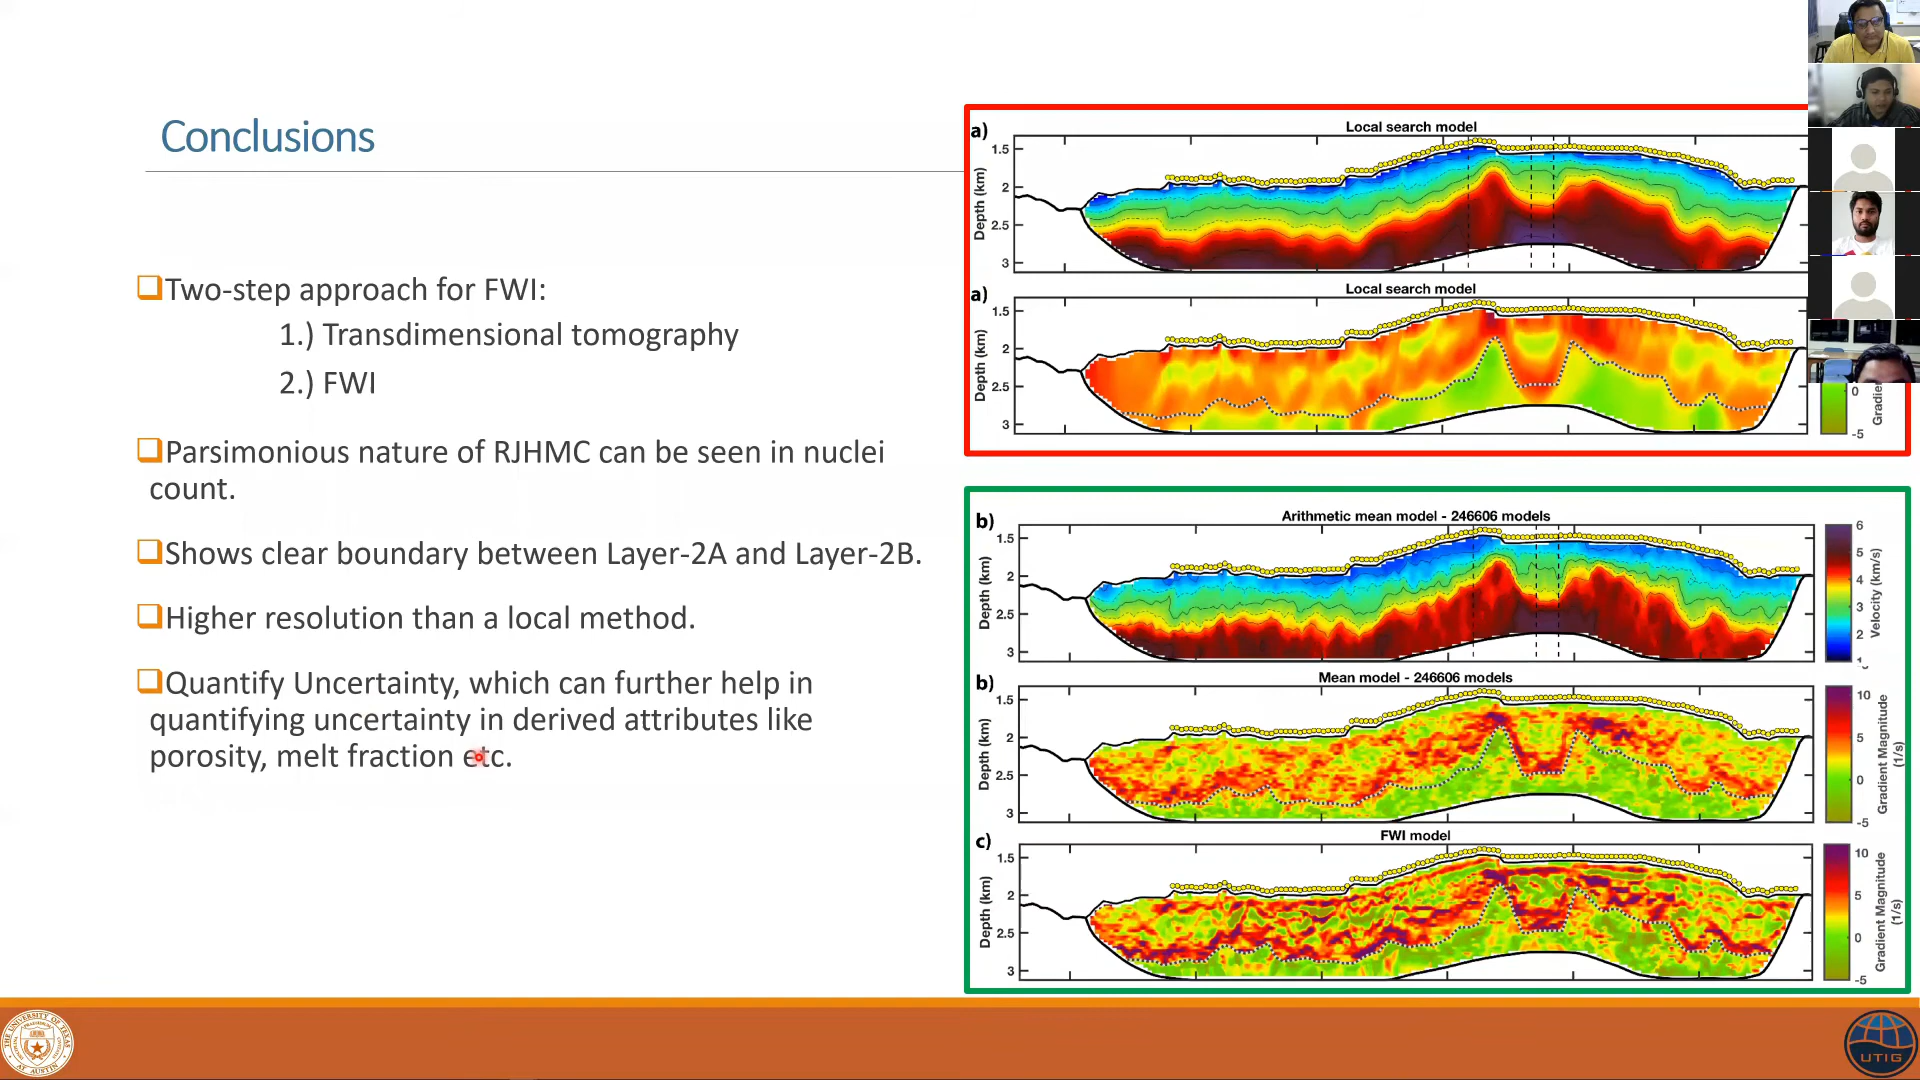 Conclusions
Two-step approach for FWI:
1.) Transdimensional tomography
2.) FWI
Parsimonious nature of RJHMC can be seen in nuclei
count.
Shows clear boundary between Layer-2A and Layer-2B.
Higher resolution than a local method.
Quantify Uncertainty, which can further help in
quantifying uncertainty in derived attributes like
porosity, melt fraction etc.
a)
Local search model
Depth (km)
1.5
2
2.5
3
a)
Local search model
Depth (km)
1.5
2
2.5
3
0
-5
b)
Arithmetic mean model - 246606 models
Depth (km)
1.5
2
2.5
3
6
5
4
3
2
Velocity (km/s)
b)
Mean model - 246606 models
Depth (km)
1.5
2
2.5
3
10
5
0
-5
Gradient Magnitude
(1/s)
c)
FWI model
Depth (km)
1.5
2
2.5
3
10
5
0
-5
Gradient Magnitude
(1/s)
THE UNIVERSITY OF TEXAS
AT AUSTIN
UTIG